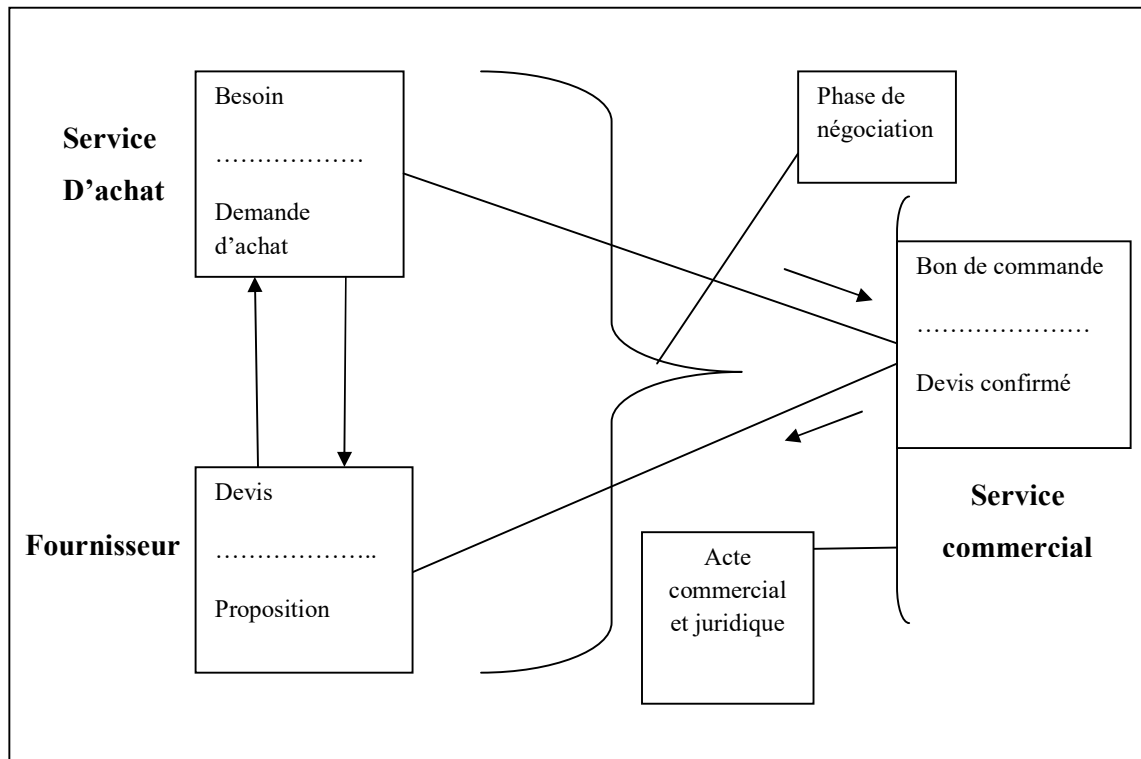 Service
D’achat
Besoin
………………
Demande
d’achat
Phase de
négociation
Bon de commande
…………………
Devis confirmé
Fournisseur
Devis
………………..
Proposition
Acte
commercial
et juridique
Service
commercial